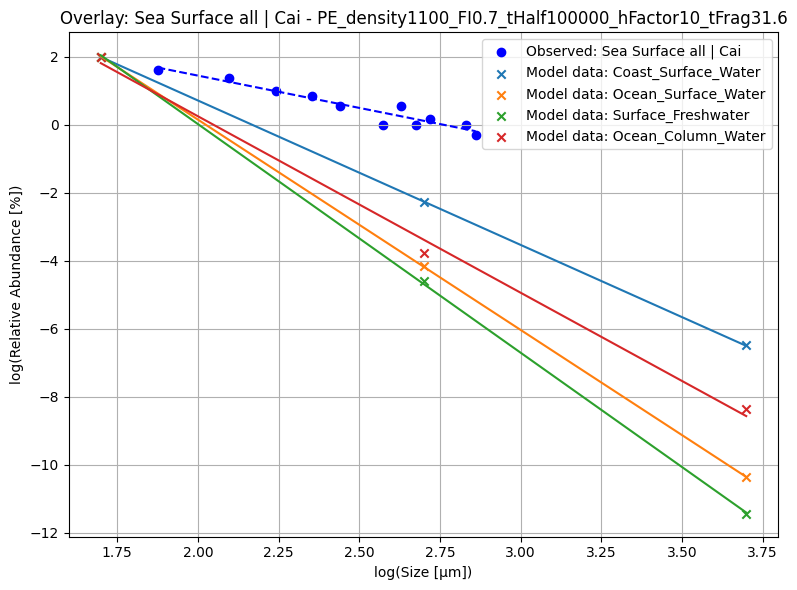 Overlay: Sea Surface all | Cai - PE_density1100_FI0.7_tHalf100000_hFactor10_tFrag31.6
Observed: Sea Surface all | Cai
Model data: Coast_Surface_Water
Model data: Ocean_Surface_Water
Model data: Surface_Freshwater
Model data: Ocean_Column_Water
log(Relative Abundance [%])
2
0
−2
−4
−6
−8
−10
−12
1.75 2.00 2.25 2.50 2.75 3.00 3.25 3.50 3.75
log(Size [µm])